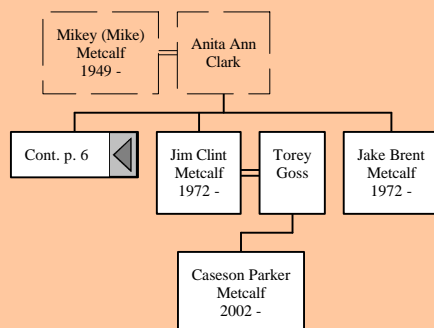 Mikey (Mike)
Metcalf
1949 -
Anita Ann
Clark
Cont. p. 6
Jim Clint
Metcalf
1972 -
Torey
Goss
Jake Brent
Metcalf
1972 -
Caseson Parker
Metcalf
2002 -